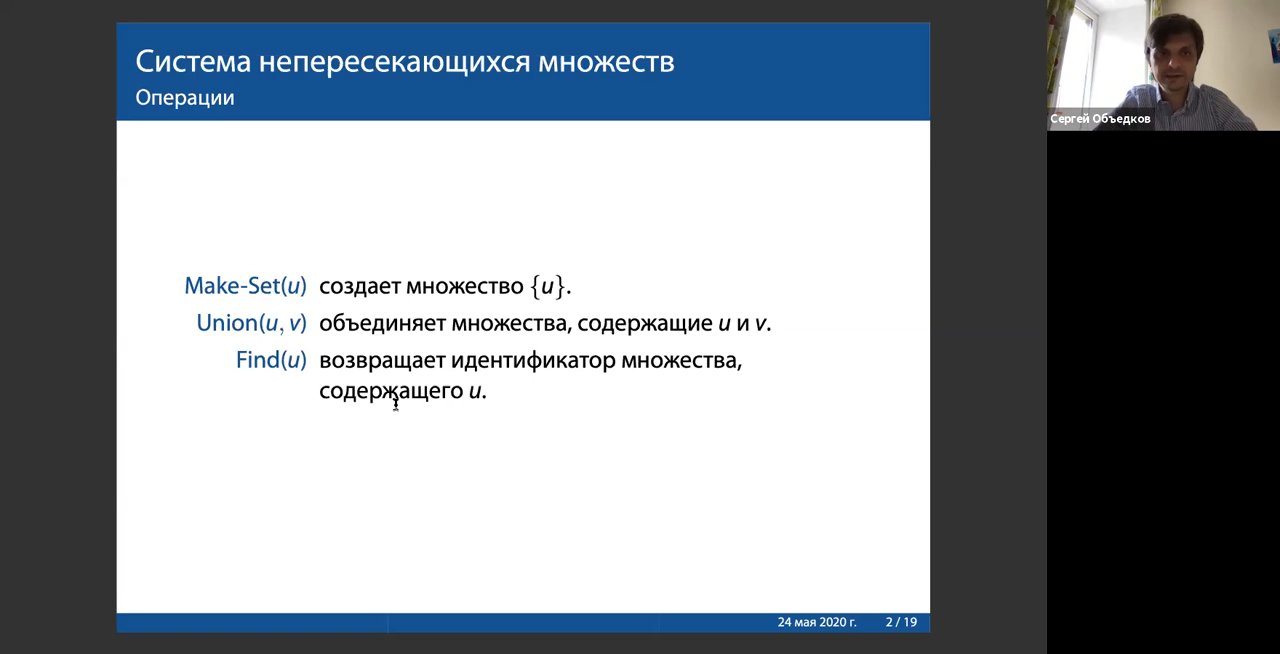 Система непересекающихся множеств
Операции
Сергей Объедков
Make-Set(u) создает множество {u}.
Union(u, v) объединяет множества, содержащие u и v.
Find(u) возвращает идентификатор множества,
содержащего u.
24 мая 2020 г. 2 / 19